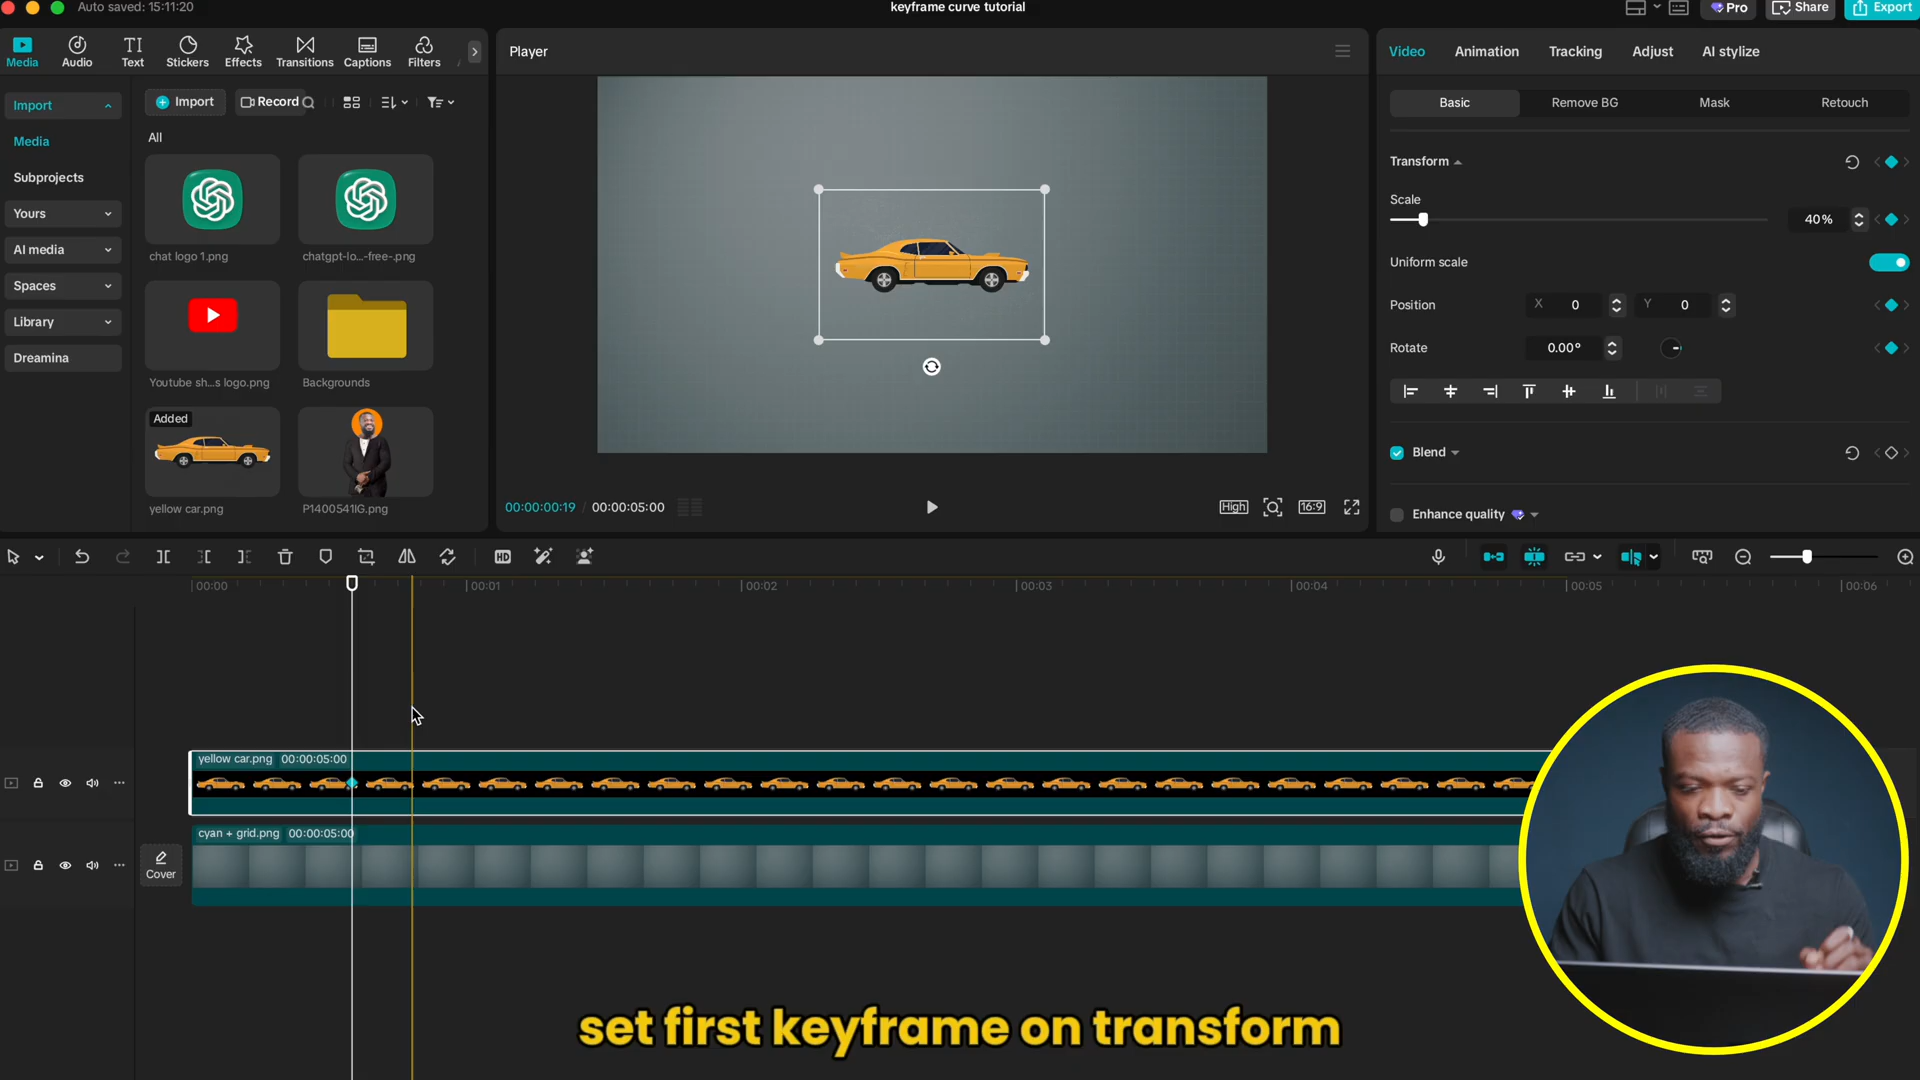 Auto saved: 15:11:20
keyframe curve tutorial
Pro
Share
Export
Media
Audio
Text
Stickers
Effects
Transitions
Captions
Filters
Player
Video
Animation
Tracking
Adjust
AI stylize
Import
Media
Subprojects
Yours
AI media
Spaces
Library
Dreamina
Import
Record
All
chat logo 1.png
chatgpt-lo...-free-.png
Youtube sh...s logo.png
Backgrounds
Added
yellow car.png
P1400541IG.png
00:00:00:19
00:00:05:00
High
16:9
Basic
Remove BG
Mask
Retouch
Transform
Scale
40%
Uniform scale
Position
X 0
Y 0
Rotate
0.00°
Blend
Enhance quality
HD
00:00
00:01
00:02
00:03
00:04
00:05
00:06
yellow car.png 00:00:05:00
cyan + grid.png 00:00:05:00
Cover
set first keyframe on transform